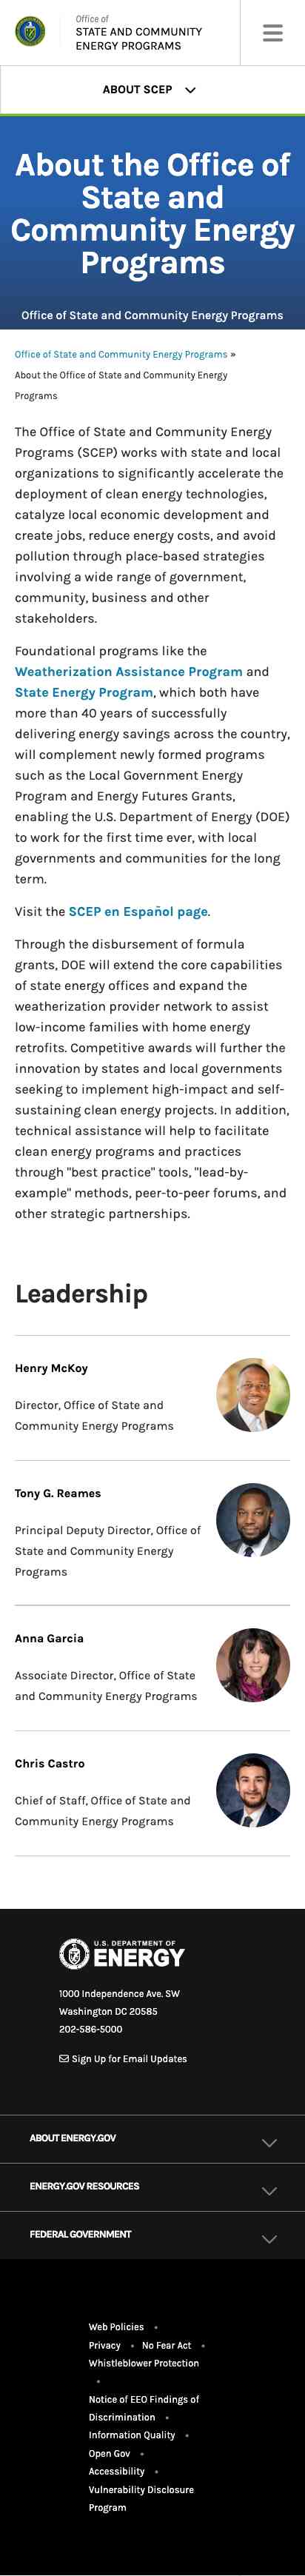 Office of
STATE AND COMMUNITY
ENERGY PROGRAMS
ABOUT SCEP
About the Office of
State and
Community Energy
Programs
Office of State and Community Energy Programs
Office of State and Community Energy Programs »
About the Office of State and Community Energy
Programs
The Office of State and Community Energy
Programs (SCEP) works with state and local
organizations to significantly accelerate the
deployment of clean energy technologies,
catalyze local economic development and
create jobs, reduce energy costs, and avoid
pollution through place-based strategies
involving a wide range of government,
community, business and other
stakeholders.
Foundational programs like the
Weatherization Assistance Program and
State Energy Program, which both have
more than 40 years of successfully
delivering energy savings across the country,
will complement newly formed programs
such as the Local Government Energy
Program and Energy Futures Grants,
enabling the U.S. Department of Energy (DOE)
to work for the first time ever, with local
governments and communities for the long
term.
Visit the SCEP en Español page.
Through the disbursement of formula
grants, DOE will extend the core capabilities
of state energy offices and expand the
weatherization provider network to assist
low-income families with home energy
retrofits. Competitive awards will further the
innovation by states and local governments
seeking to implement high-impact and self-
sustaining clean energy projects. In addition,
technical assistance will help to facilitate
clean energy programs and practices
through "best practice" tools, "lead-by-
example" methods, peer-to-peer forums, and
other strategic partnerships.
Leadership
Henry McKoy
Director, Office of State and
Community Energy Programs
Tony G. Reames
Principal Deputy Director, Office of
State and Community Energy
Programs
Anna Garcia
Associate Director, Office of State
and Community Energy Programs
Chris Castro
Chief of Staff, Office of State and
Community Energy Programs
U.S. DEPARTMENT OF
ENERGY
1000 Independence Ave. SW
Washington DC 20585
202-586-5000
Sign Up for Email Updates
ABOUT ENERGY.GOV
ENERGY.GOV RESOURCES
FEDERAL GOVERNMENT
Web Policies •
Privacy • No Fear Act •
Whistleblower Protection
•
Notice of EEO Findings of
Discrimination •
Information Quality •
Open Gov •
Accessibility •
Vulnerability Disclosure
Program